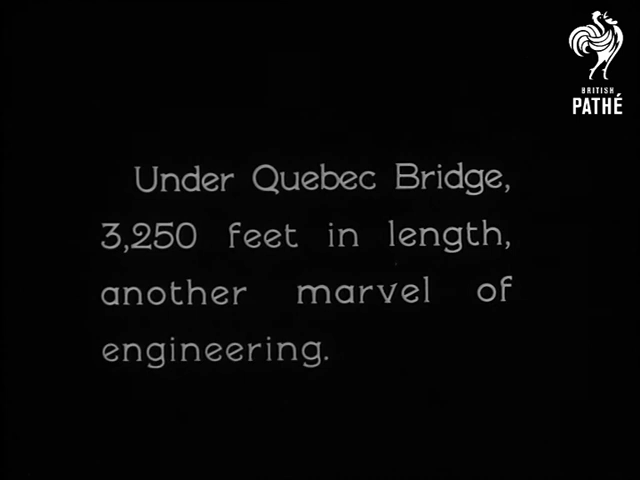 BRITISH
PATHÉ
Under Quebec Bridge,
3,250 feet in length,
another marvel of
engineering.